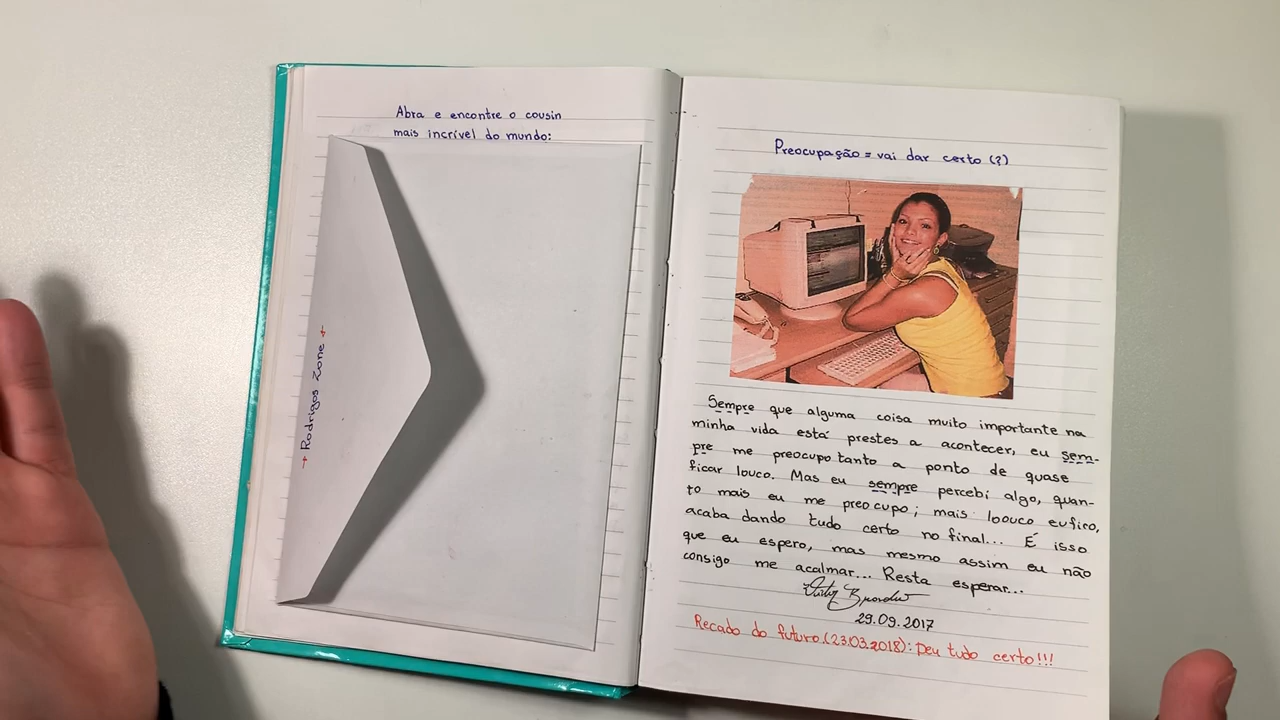 Abra e encontre o cousin
mais incrível do mundo:
→ Rodrigos Zone ←
Preocupação = vai dar certo (?)
Sempre que alguma coisa muito importante na
minha vida está prestes a acontecer, eu sem-
pre me preocupo tanto a ponto de quase
ficar louco. Mas eu sempre percebi algo, quan-
to mais eu me preocupo; mais loouco eu fico,
acaba dando tudo certo no final... É isso
que eu espero, mas mesmo assim eu não
consigo me acalmar... Resta esperar...
29.09.2017
Recado do futuro (23.03.2018): Deu tudo certo!!!